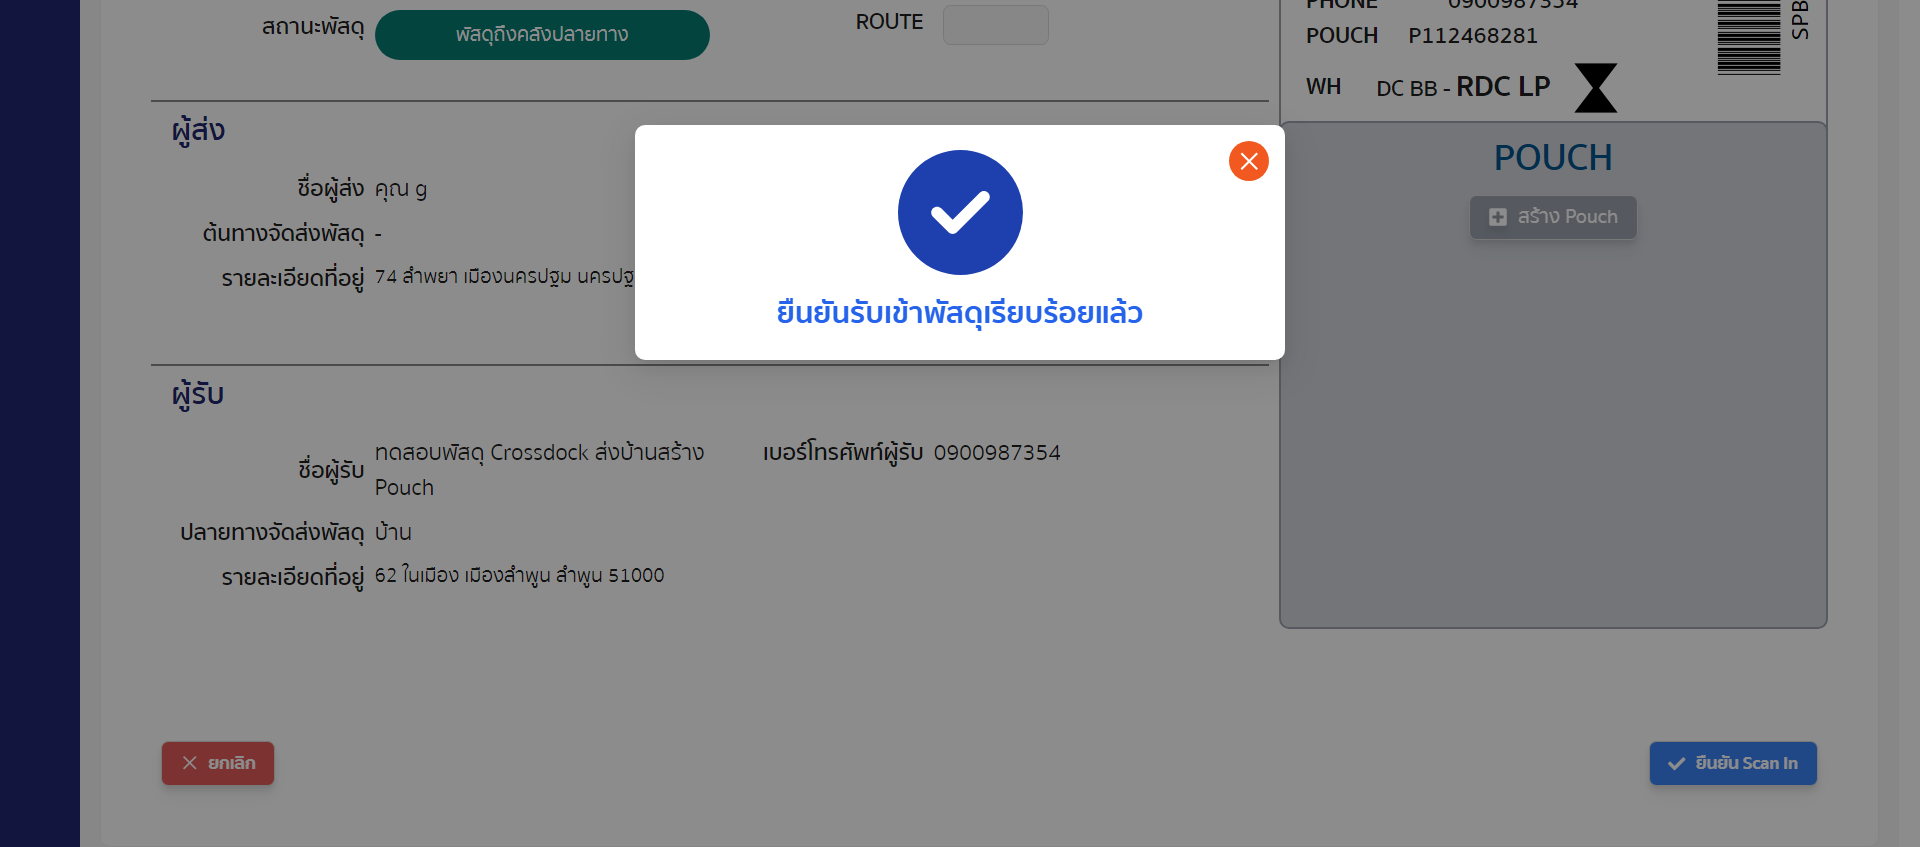 สถานะพัสดุ พัสดุถึงคลังปลายทาง ROUTE
PHONE 0900987354
POUCH P112468281
SPB
WH DC BB - RDC LP
ผู้ส่ง
ชื่อผู้ส่ง คุณ g
ต้นทางจัดส่งพัสดุ -
รายละเอียดที่อยู่ 74 ลำพยา เมืองนครปฐม นครปฐ
POUCH
สร้าง Pouch
ยืนยันรับเข้าพัสดุเรียบร้อยแล้ว
ผู้รับ
ชื่อผู้รับ ทดสอบพัสดุ Crossdock ส่งบ้านสร้าง
Pouch
เบอร์โทรศัพท์ผู้รับ 0900987354
ปลายทางจัดส่งพัสดุ บ้าน
รายละเอียดที่อยู่ 62 ในเมือง เมืองลำพูน ลำพูน 51000
ยกเลิก
ยืนยัน Scan In